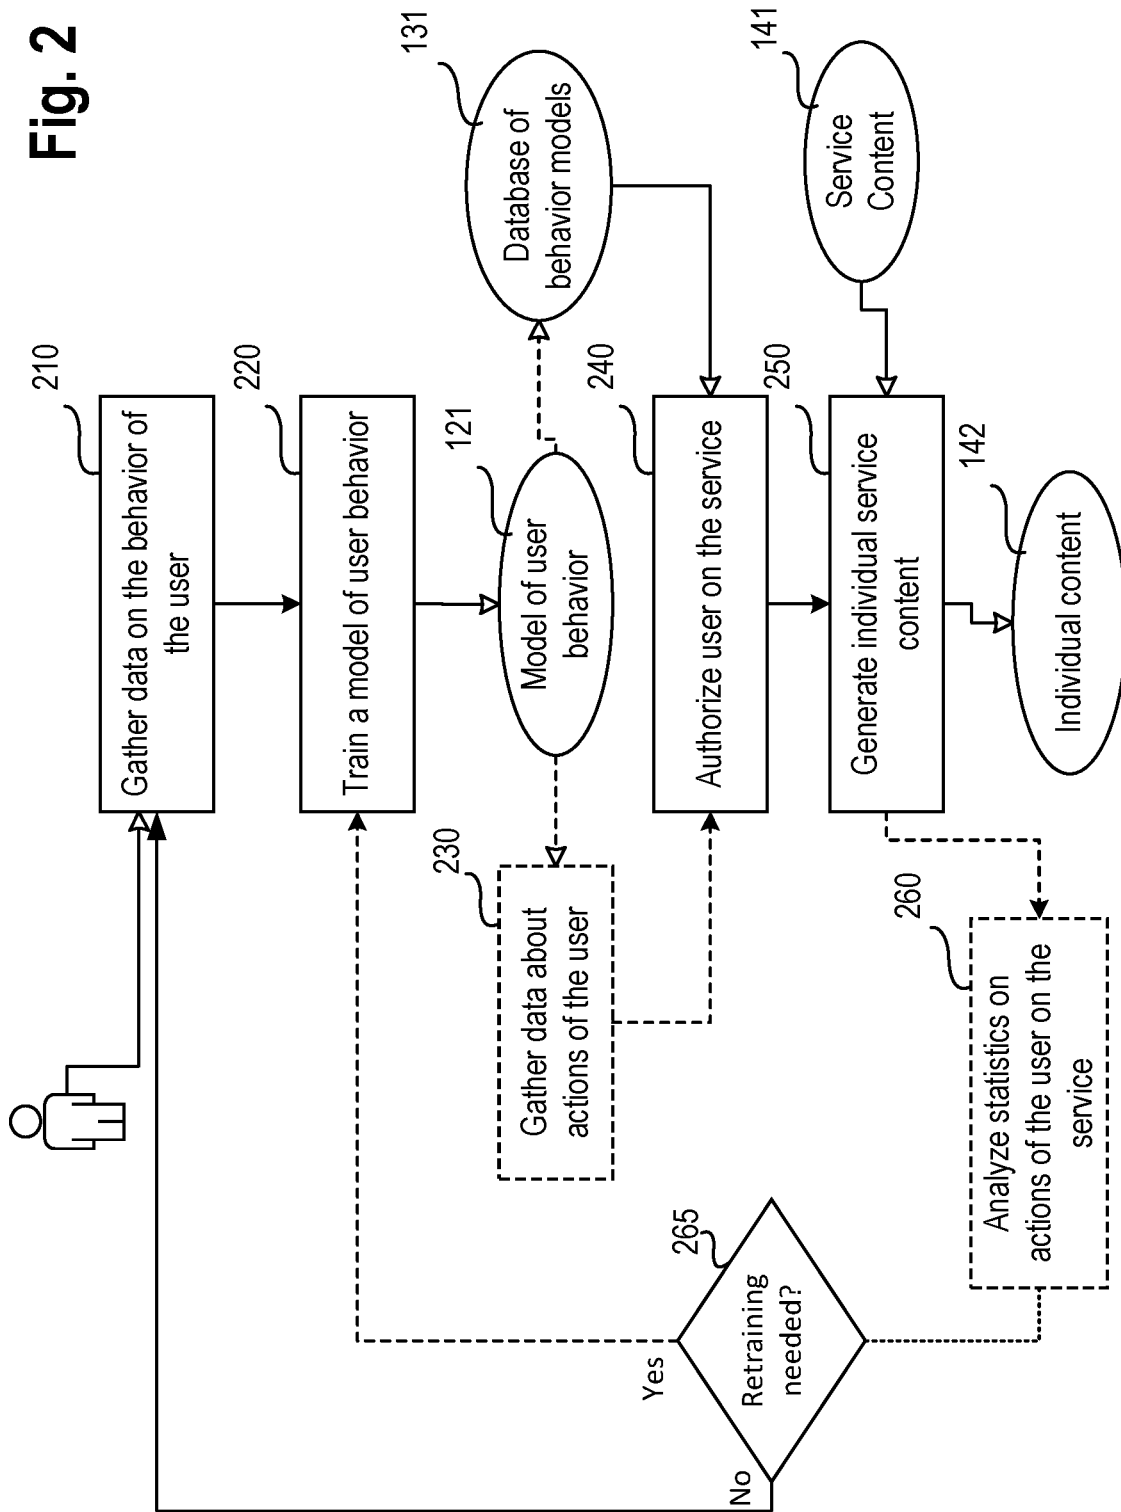 Fig. 2
210
Gather data on the behavior of
the user
220
Train a model of user behavior
121
Model of user
behavior
131
Database of
behavior models
230
Gather data about
actions of the user
240
Authorize user on the service
141
Service
Content
250
Generate individual service
content
142
Individual content
260
Analyze statistics on
actions of the user on the
service
265
Retraining
needed?
Yes
No